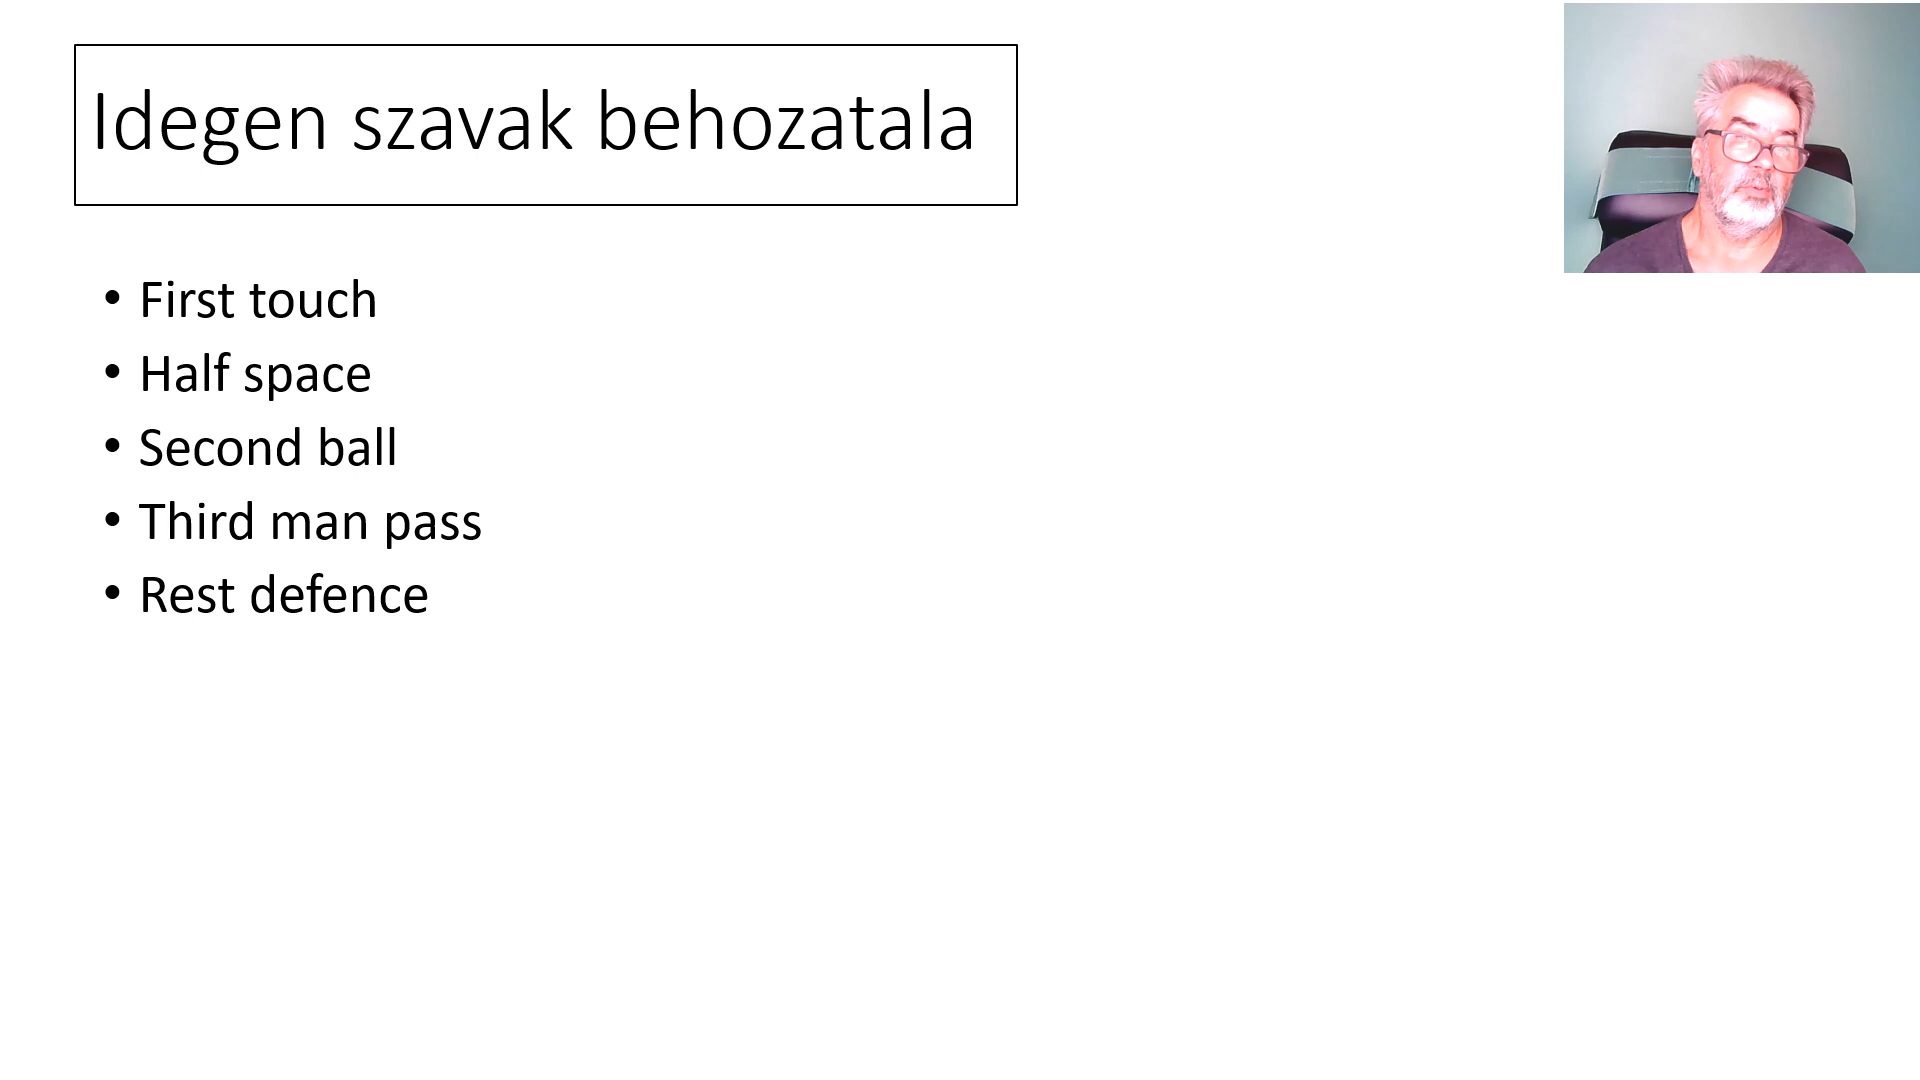 Idegen szavak behozatala
• First touch
• Half space
• Second ball
• Third man pass
• Rest defence